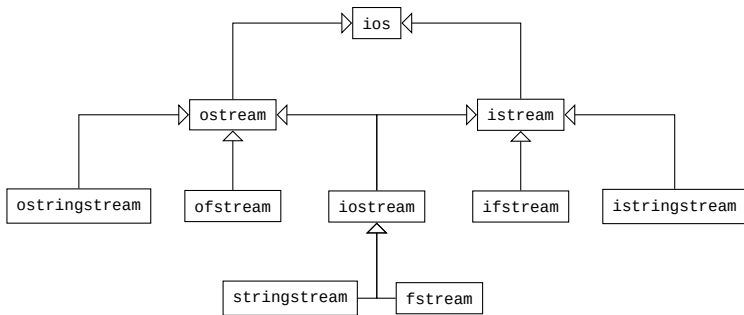 ios
ostream
istream
ostringstream
ofstream
iostream
ifstream
istringstream
stringstream
fstream